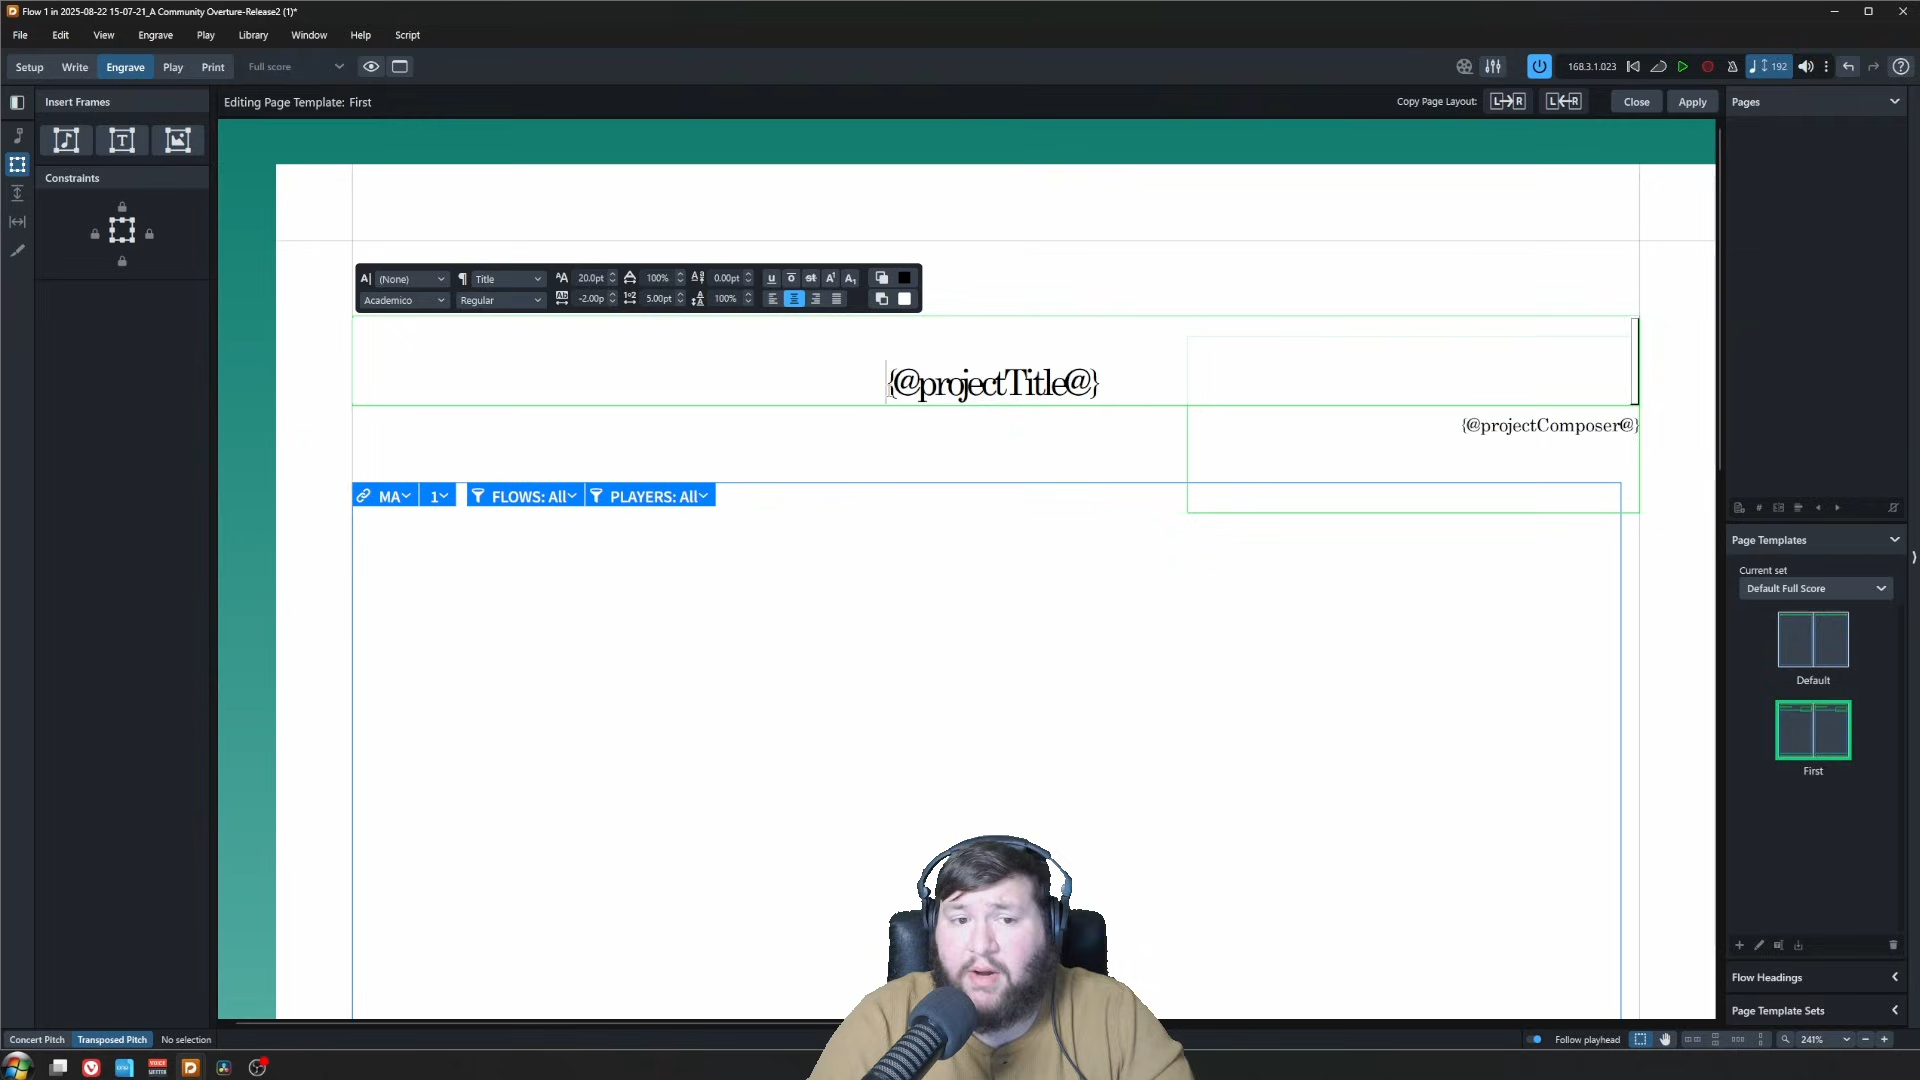 Flow 1 in 2025-08-22 15-07-21_A Community Overture-Release2 (1)*
File Edit View Engrave Play Library Window Help Script
Setup Write Engrave Play Print Full score 168.3.1.023 192
Insert Frames
Editing Page Template: First
Copy Page Layout: L R L R Close Apply
Pages
T
Constraints
(None) Title 20.0pt 100% 0.00pt
Academico Regular -2.00p 5.00pt 100%
{@projectTitle@}
{@projectComposer@}
MA 1 FLOWS: All PLAYERS: All
Page Templates
Current set
Default Full Score
Default
First
Flow Headings
Page Template Sets
Concert Pitch Transposed Pitch No selection
Follow playhead 241%